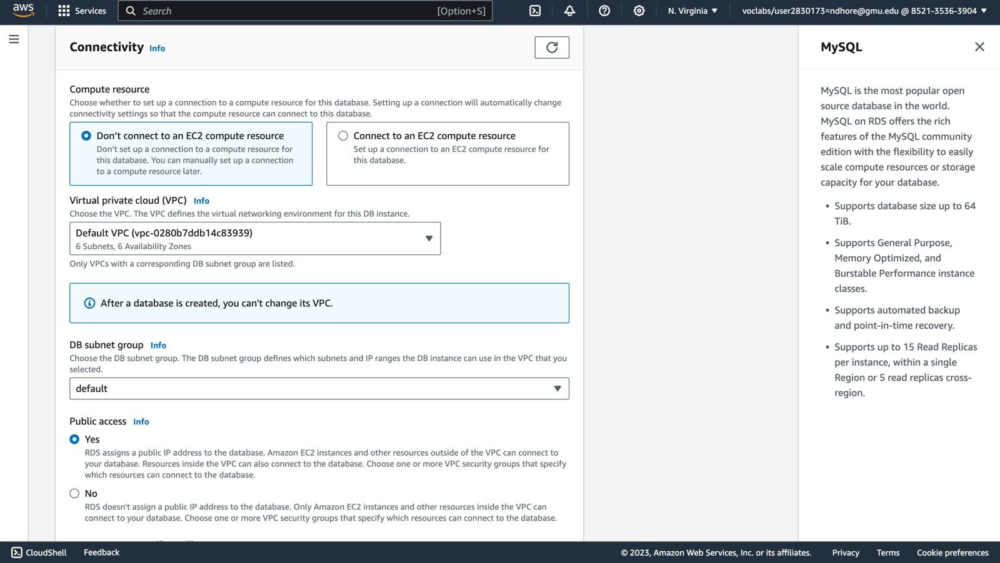 aws
Services
Search
[Option+S]
N. Virginia
voclabs/user2830173=ndhore@gmu.edu @ 8521-3536-3904
Connectivity Info
Compute resource
Choose whether to set up a connection to a compute resource for this database. Setting up a connection will automatically change
connectivity settings so that the compute resource can connect to this database.
Don't connect to an EC2 compute resource
Don't set up a connection to a compute resource for
this database. You can manually set up a connection
to a compute resource later.
Connect to an EC2 compute resource
Set up a connection to an EC2 compute resource for
this database.
Virtual private cloud (VPC) Info
Choose the VPC. The VPC defines the virtual networking environment for this DB instance.
Default VPC (vpc-0280b7ddb14c83939)
6 Subnets, 6 Availability Zones
Only VPCs with a corresponding DB subnet group are listed.
After a database is created, you can't change its VPC.
DB subnet group Info
Choose the DB subnet group. The DB subnet group defines which subnets and IP ranges the DB instance can use in the VPC that you
selected.
default
Public access Info
Yes
RDS assigns a public IP address to the database. Amazon EC2 instances and other resources outside of the VPC can connect to
your database. Resources inside the VPC can also connect to the database. Choose one or more VPC security groups that specify
which resources can connect to the database.
No
RDS doesn't assign a public IP address to the database. Only Amazon EC2 instances and other resources inside the VPC can
connect to your database. Choose one or more VPC security groups that specify which resources can connect to the database.
MySQL
MySQL is the most popular open
source database in the world.
MySQL on RDS offers the rich
features of the MySQL community
edition with the flexibility to easily
scale compute resources or storage
capacity for your database.
• Supports database size up to 64
TiB.
• Supports General Purpose,
Memory Optimized, and
Burstable Performance instance
classes.
• Supports automated backup
and point-in-time recovery.
• Supports up to 15 Read Replicas
per instance, within a single
Region or 5 read replicas cross-
region.
CloudShell
Feedback
© 2023, Amazon Web Services, Inc. or its affiliates.
Privacy
Terms
Cookie preferences